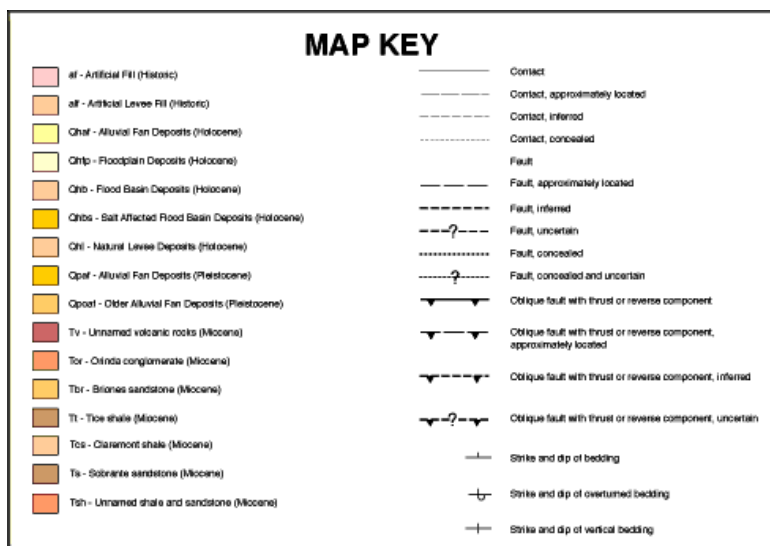 MAP KEY
af - Artificial Fill (Historic)
alf - Artificial Levee Fill (Historic)
Qhaf - Alluvial Fan Deposits (Holocene)
Qhfp - Floodplain Deposits (Holocene)
Qhb - Flood Basin Deposits (Holocene)
Qhbs - Salt Affected Flood Basin Deposits (Holocene)
Qhl - Natural Levee Deposits (Holocene)
Qpaf - Alluvial Fan Deposits (Pleistocene)
Qpoaf - Older Alluvial Fan Deposits (Pleistocene)
Tv - Unnamed volcanic rocks (Miocene)
Tor - Orinda conglomerate (Miocene)
Tbr - Briones sandstone (Miocene)
Tt - Tice shale (Miocene)
Tcs - Claremont shale (Miocene)
Ts - Sobrante sandstone (Miocene)
Tsh - Unnamed shale and sandstone (Miocene)
Contact
Contact, approximately located
Contact, inferred
Contact, concealed
Fault
Fault, approximately located
Fault, inferred
? Fault, uncertain
Fault, concealed
? Fault, concealed and uncertain
Oblique fault with thrust or reverse component
Oblique fault with thrust or reverse component,
approximately located
Oblique fault with thrust or reverse component, inferred
? Oblique fault with thrust or reverse component, uncertain
Strike and dip of bedding
Strike and dip of overturned bedding
Strike and dip of vertical bedding